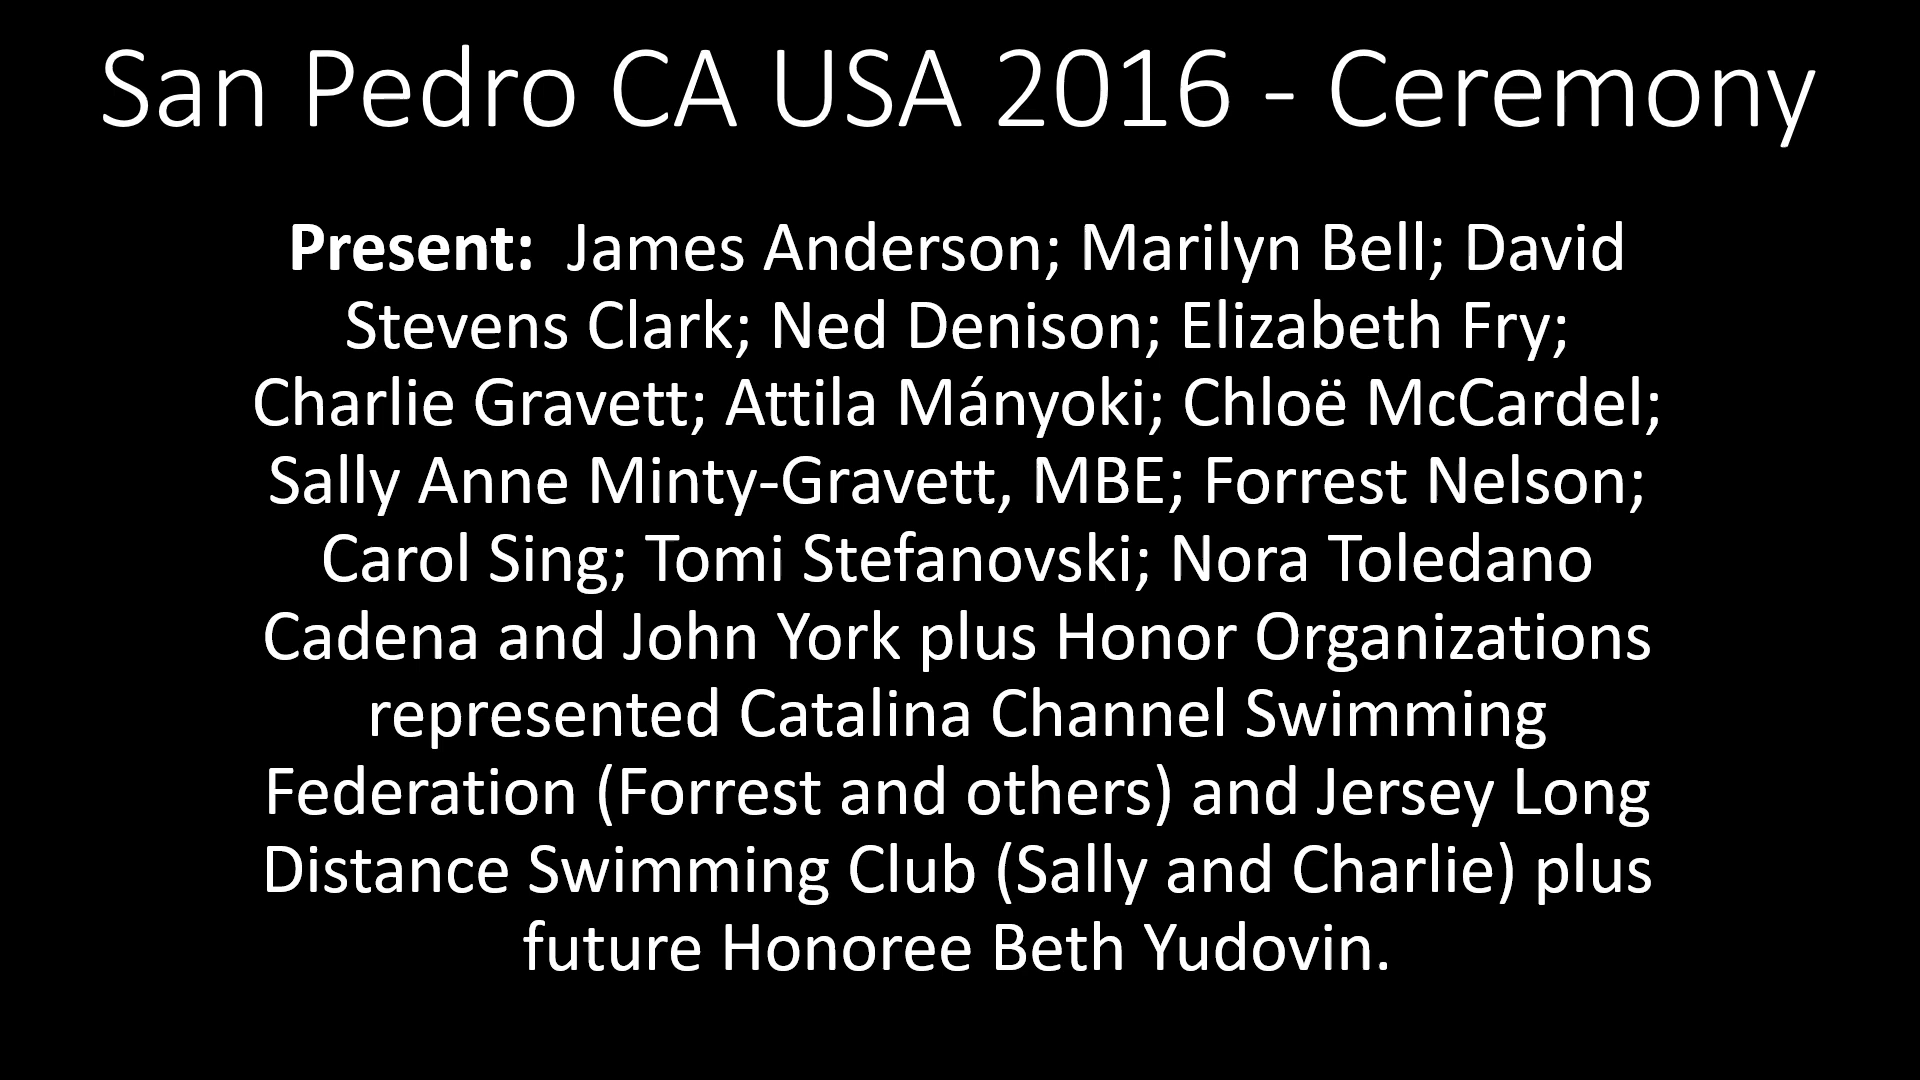 San Pedro CA USA 2016 - Ceremony
Present:  James Anderson; Marilyn Bell; David
Stevens Clark; Ned Denison; Elizabeth Fry;
Charlie Gravett; Attila Mányoki; Chloë McCardel;
Sally Anne Minty-Gravett, MBE; Forrest Nelson;
Carol Sing; Tomi Stefanovski; Nora Toledano
Cadena and John York plus Honor Organizations
represented Catalina Channel Swimming
Federation (Forrest and others) and Jersey Long
Distance Swimming Club (Sally and Charlie) plus
future Honoree Beth Yudovin.